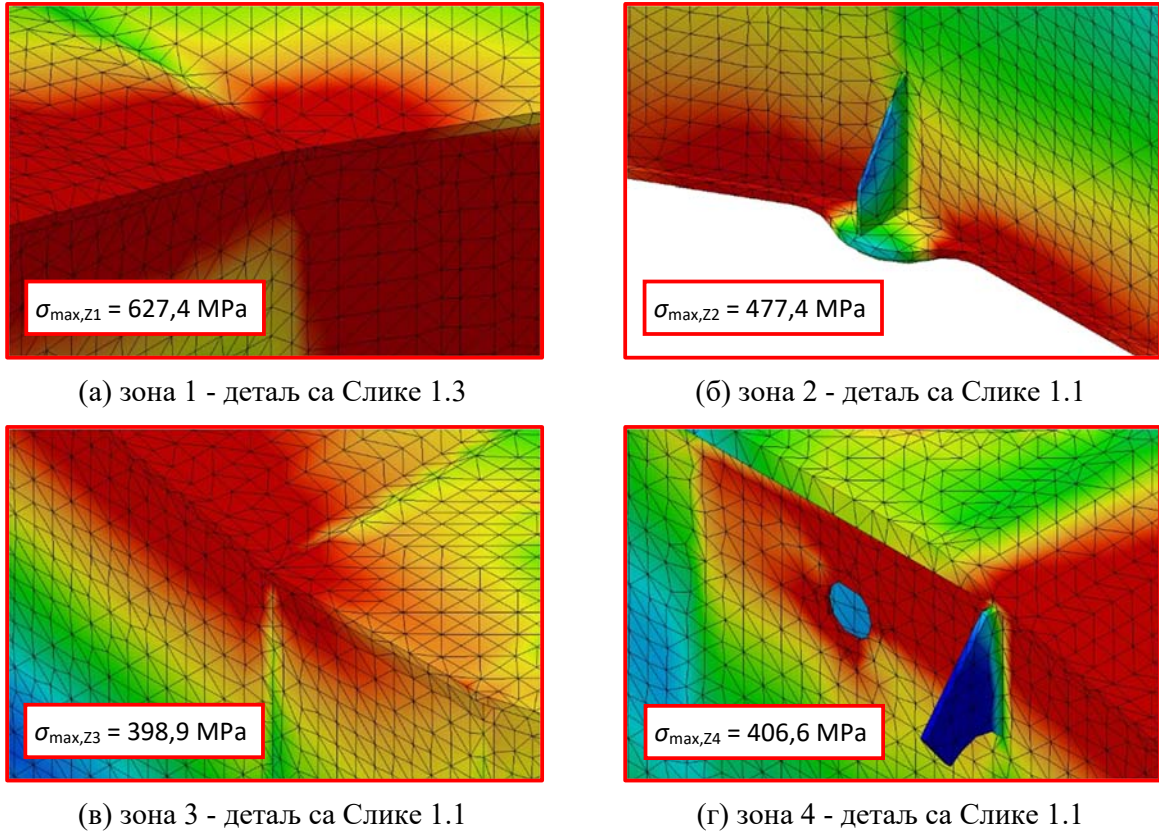 σmax,Z1 = 627,4 MPa
σmax,Z2 = 477,4 MPa
(а) зона 1 - детаљ са Слике 1.3
(б) зона 2 - детаљ са Слике 1.1
σmax,Z3 = 398,9 MPa
σmax,Z4 = 406,6 MPa
(в) зона 3 - детаљ са Слике 1.1
(г) зона 4 - детаљ са Слике 1.1